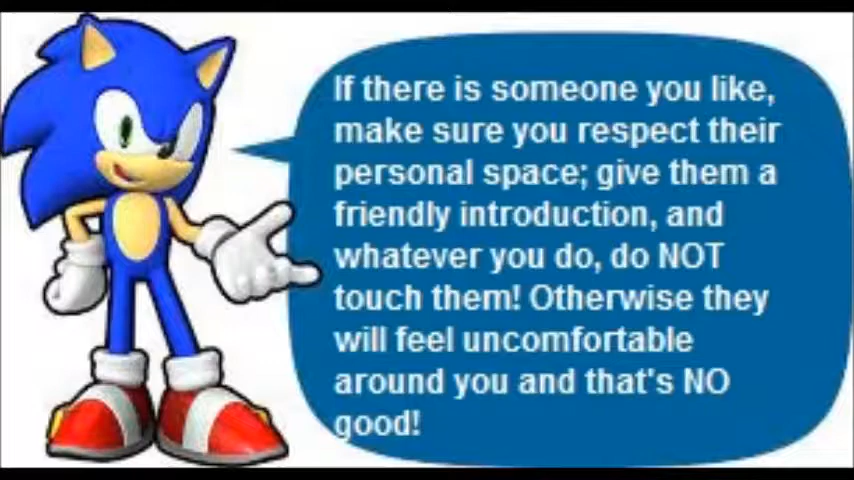 If there is someone you like,
make sure you respect their
personal space; give them a
friendly introduction, and
whatever you do, do NOT
touch them! Otherwise they
will feel uncomfortable
around you and that's NO
good!